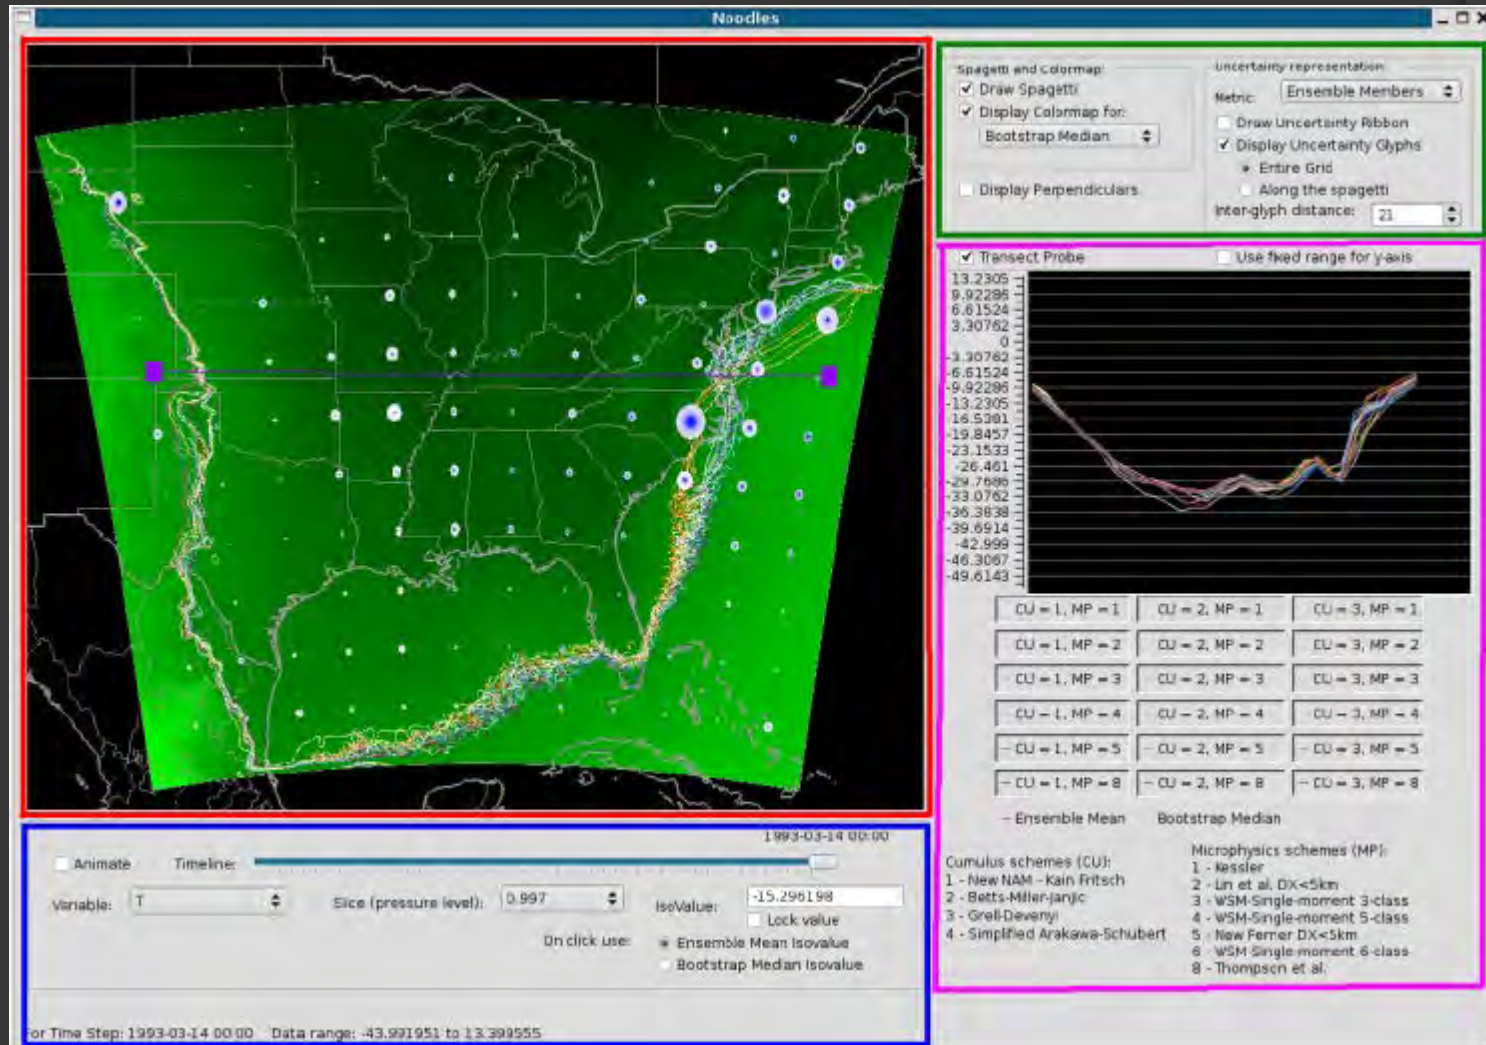 Noodles
Spagetti and Colormap:
Draw Spagetti
Display Colormap for:
Bootstrap Median
Display Perpendiculars
Uncertainty representation
Metric: Ensemble Members
Draw Uncertainty Ribbon
Display Uncertainty Glyphs
Entire Grid
Along the spagetti
Inter-glyph distance: 21
Transect Probe Use fixed range for y-axis
13.2305
9.92286
6.61524
3.30762
0
-3.30762
-6.61524
-9.92286
-13.2305
-16.5381
-19.8457
-23.1533
-26.461
-29.7686
-33.0762
-36.3838
-39.6914
-42.999
-46.3067
-49.6143
CU = 1, MP = 1 CU = 2, MP = 1 CU = 3, MP = 1
CU = 1, MP = 2 CU = 2, MP = 2 CU = 3, MP = 2
CU = 1, MP = 3 CU = 2, MP = 3 CU = 3, MP = 3
CU = 1, MP = 4 CU = 2, MP = 4 CU = 3, MP = 4
CU = 1, MP = 5 CU = 2, MP = 5 CU = 3, MP = 5
CU = 1, MP = 8 CU = 2, MP = 8 CU = 3, MP = 8
Ensemble Mean Bootstrap Median
Cumulus schemes (CU):
1 - New NAM - Kain Fritsch
2 - Betts-Miller-Janjic
3 - Grell-Devenyi
4 - Simplified Arakawa-Schubert
Microphysics schemes (MP):
1 - Kessler
2 - Lin et al. DX<5km
3 - WSM-Single-moment 3-class
4 - WSM-Single-moment 5-class
5 - New Ferrier DX<5km
6 - WSM-Single-moment 6-class
8 - Thompson et al.
1993-03-14 00:00
Animate Timeline:
Variable: T Slice (pressure level): 0.997 IsoValue: -15.296198
Lock value
On click use: Ensemble Mean Isovalue
Bootstrap Median Isovalue
For Time Step: 1993-03-14 00:00 Data range: -43.991951 to 13.399555